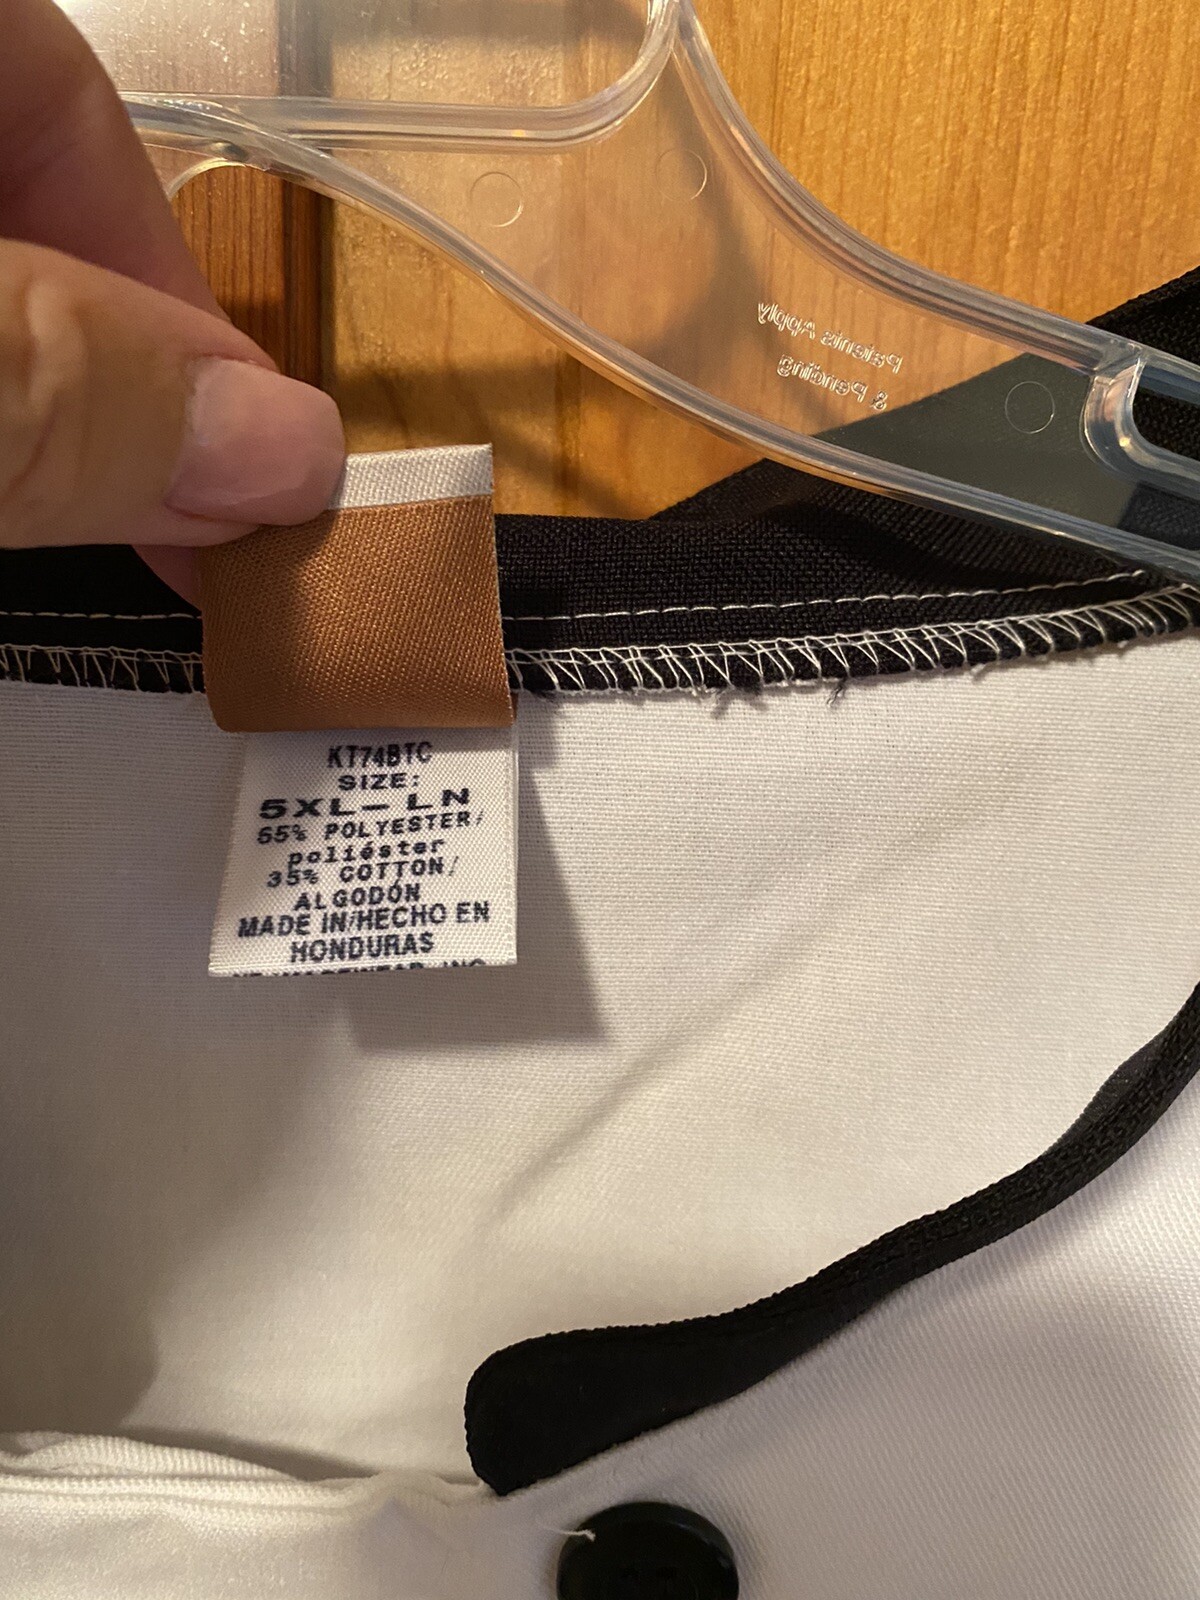 Patents Apply
& Pending
KT74BTC
SIZE:
5XL-LN
65% POLYESTER/
poliéster
35% COTTON/
ALGODÓN
MADE IN/HECHO EN
HONDURAS